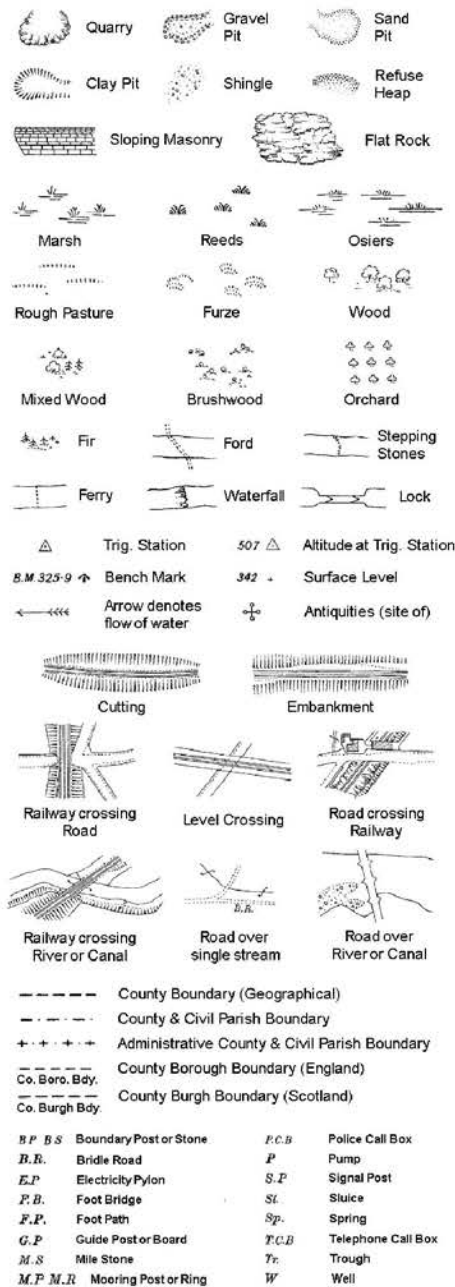 Quarry
Gravel Pit
Sand Pit
Clay Pit
Shingle
Refuse Heap
Sloping Masonry
Flat Rock
Marsh
Reeds
Osiers
Rough Pasture
Furze
Wood
Mixed Wood
Brushwood
Orchard
Fir
Ford
Stepping Stones
Ferry
Waterfall
Lock
Trig. Station
507 Altitude at Trig. Station
B.M.325·9 Bench Mark
342 Surface Level
Arrow denotes flow of water
Antiquities (site of)
Cutting
Embankment
Railway crossing Road
Level Crossing
Road crossing Railway
B.R.
Railway crossing River or Canal
Road over single stream
Road over River or Canal
County Boundary (Geographical)
County & Civil Parish Boundary
Administrative County & Civil Parish Boundary
County Borough Boundary (England)
Co. Boro. Bdy.
County Burgh Boundary (Scotland)
Co. Burgh Bdy.
B P B S Boundary Post or Stone
P.C.B Police Call Box
B.R. Bridle Road
P Pump
E.P Electricity Pylon
S.P Signal Post
F.B. Foot Bridge
Sl. Sluice
F.P. Foot Path
Sp. Spring
G.P Guide Post or Board
T.C.B Telephone Call Box
M.S Mile Stone
Tr. Trough
M.P M.R Mooring Post or Ring
W Well